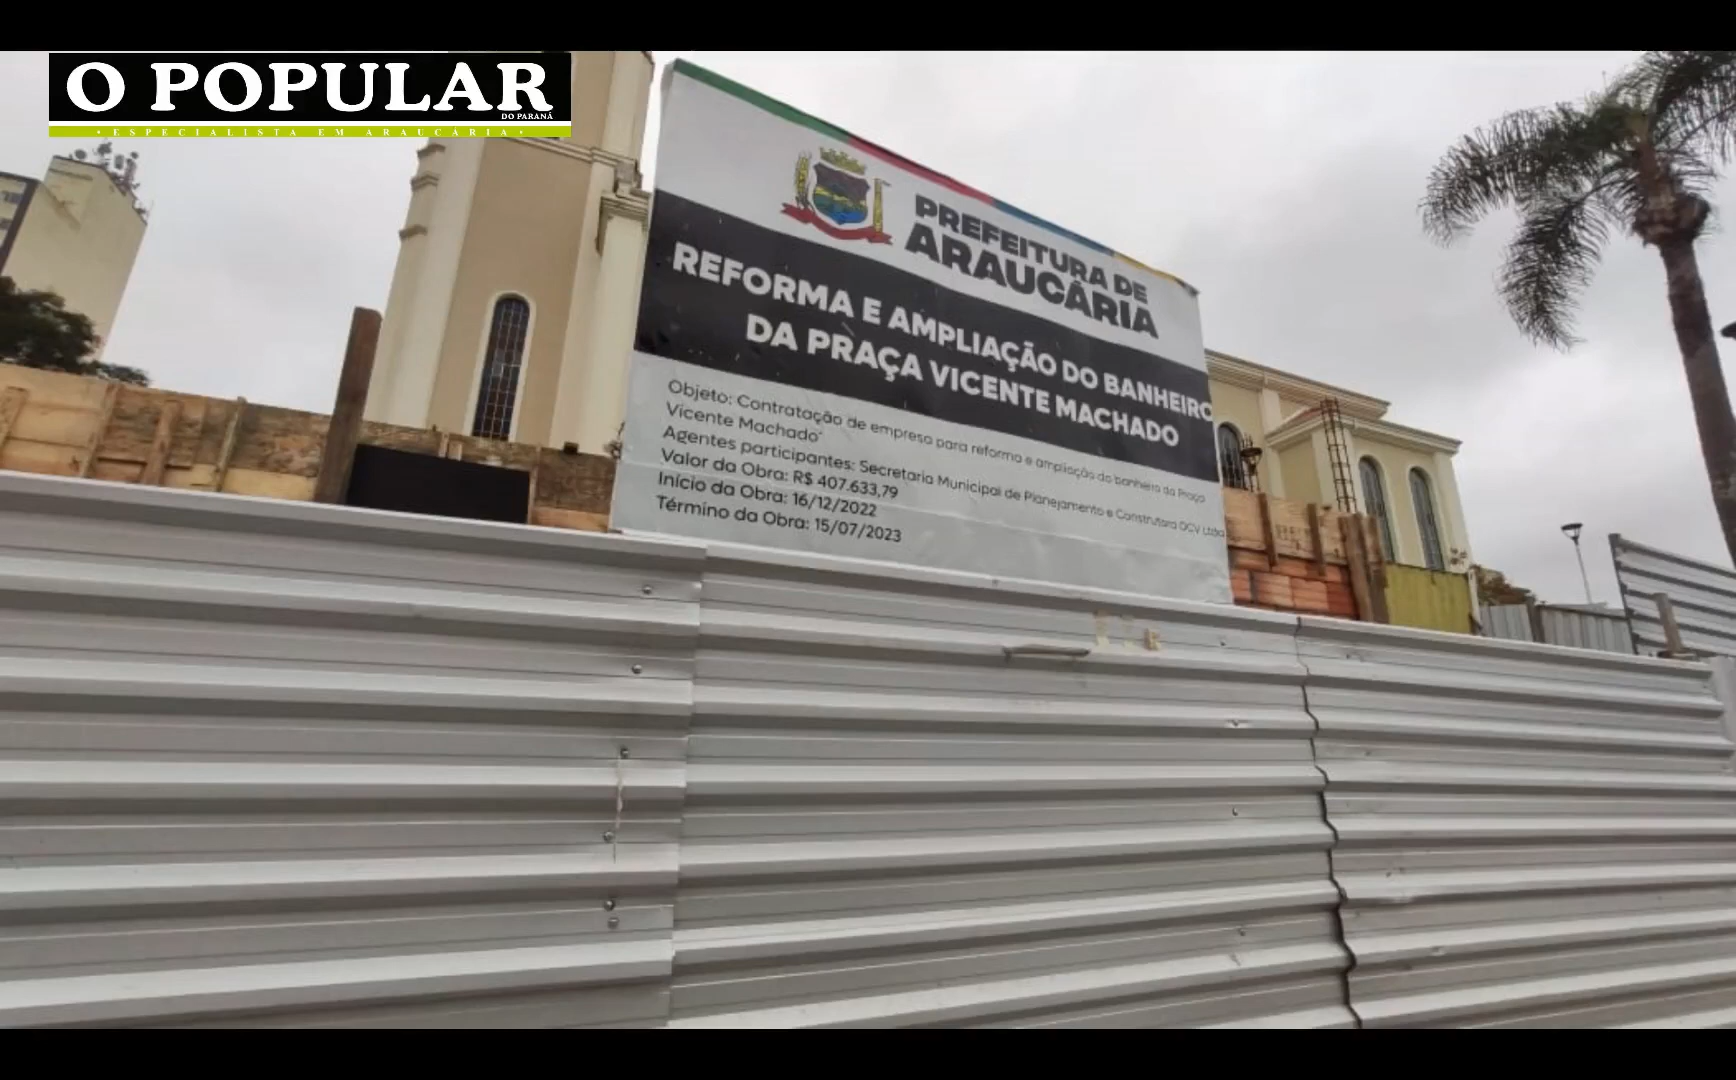 O POPULAR
DO PARANÁ
• ESPECIALISTA EM ARAUCÁRIA •
PREFEITURA DE
ARAUCÁRIA
REFORMA E AMPLIAÇÃO DO BANHEIRO
DA PRAÇA VICENTE MACHADO
Objeto: Contratação de empresa para reforma e ampliação do banheiro da Praça
Vicente Machado
Agentes participantes: Secretaria Municipal de Planejamento e Construtora DCV Ltda
Valor da Obra: R$ 407.633,79
Início da Obra: 16/12/2022
Término da Obra: 15/07/2023